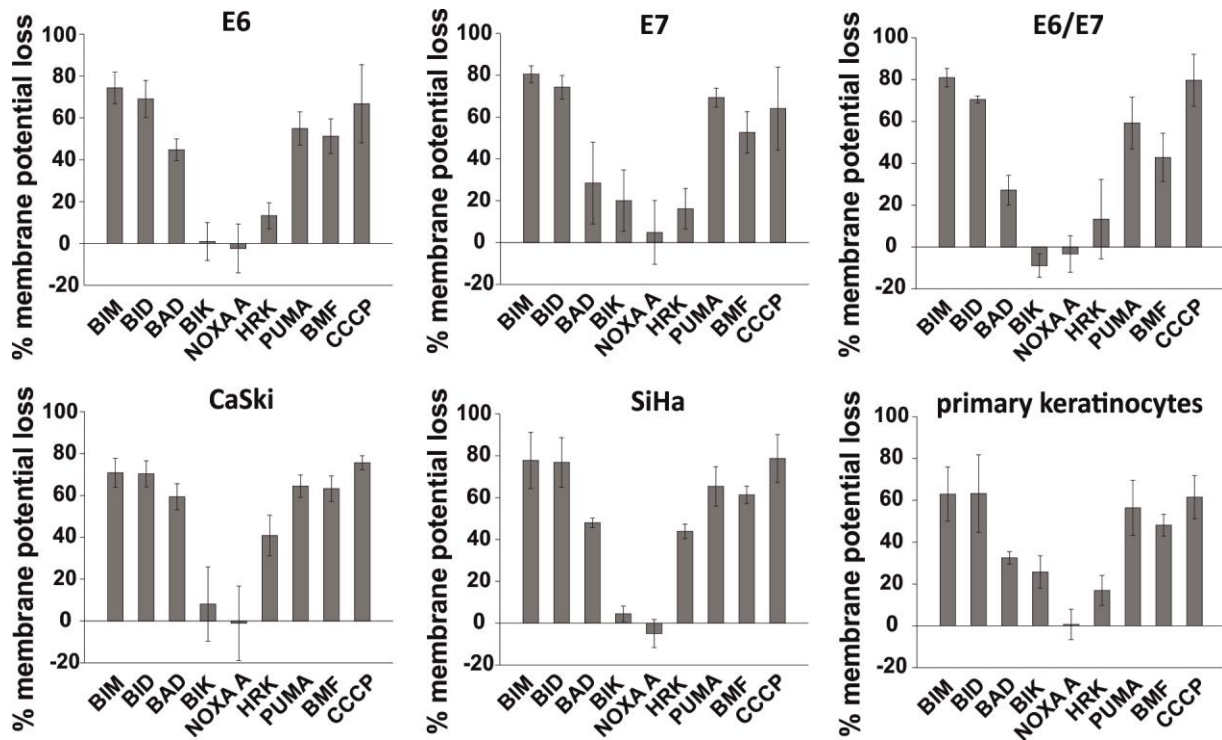 E6
% membrane potential loss
100
80
60
40
20
0
-20
BIM
BID
BAD
BIK
NOXA A
HRK
PUMA
BMF
CCCP
E7
% membrane potential loss
100
80
60
40
20
0
-20
BIM
BID
BAD
BIK
NOXA A
HRK
PUMA
BMF
CCCP
E6/E7
% membrane potential loss
100
80
60
40
20
0
-20
BIM
BID
BAD
BIK
NOXA A
HRK
PUMA
BMF
CCCP
CaSki
% membrane potential loss
100
80
60
40
20
0
-20
BIM
BID
BAD
BIK
NOXA A
HRK
PUMA
BMF
CCCP
SiHa
% membrane potential loss
100
80
60
40
20
0
-20
BIM
BID
BAD
BIK
NOXA A
HRK
PUMA
BMF
CCCP
primary keratinocytes
% membrane potential loss
100
80
60
40
20
0
-20
BIM
BID
BAD
BIK
NOXA A
HRK
PUMA
BMF
CCCP